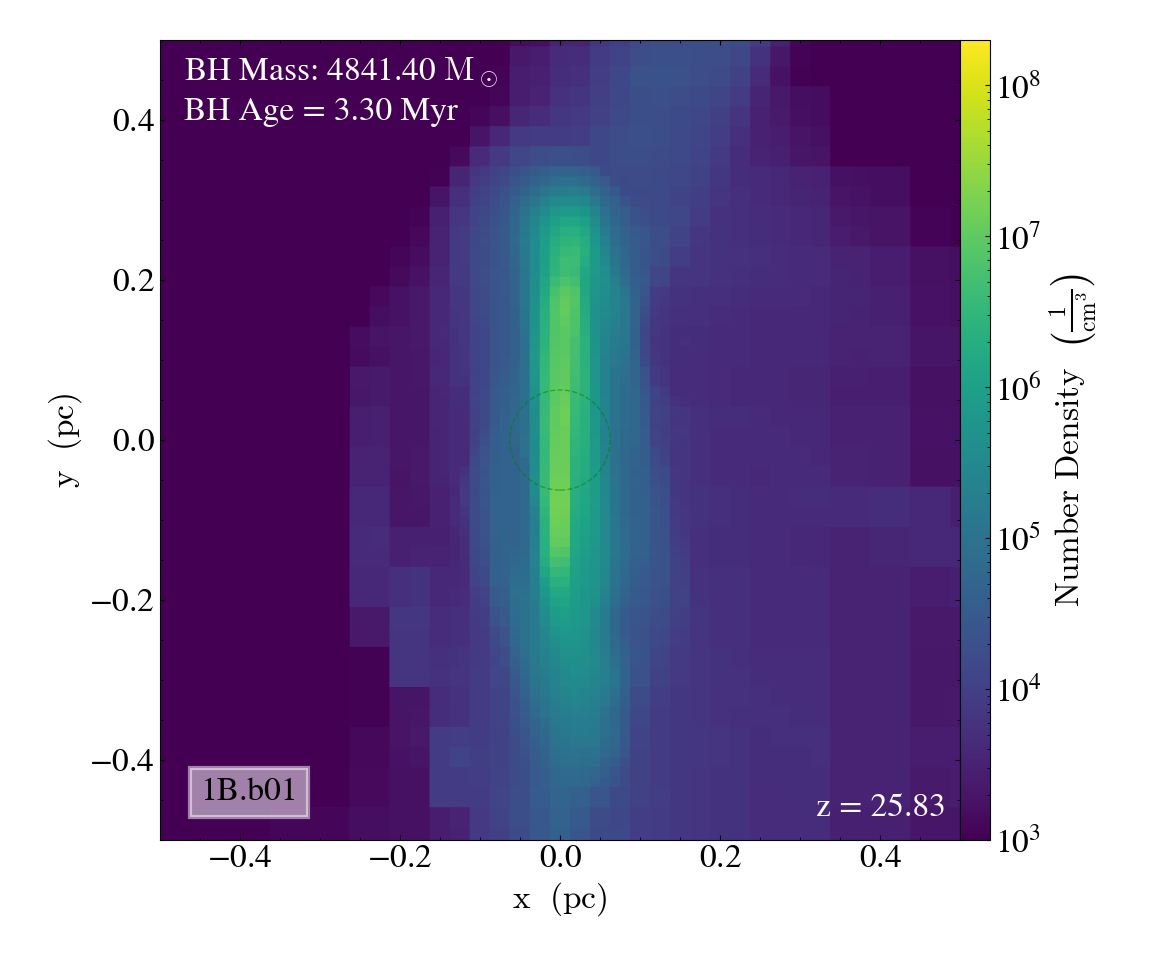 BH Mass: 4841.40 M⊙
BH Age = 3.30 Myr
0.4
0.2
0.0
−0.2
−0.4
y (pc)
1B.b01
z = 25.83
−0.4 −0.2 0.0 0.2 0.4
x (pc)
10⁸
10⁷
10⁶
10⁵
10⁴
10³
Number Density (1/cm³)